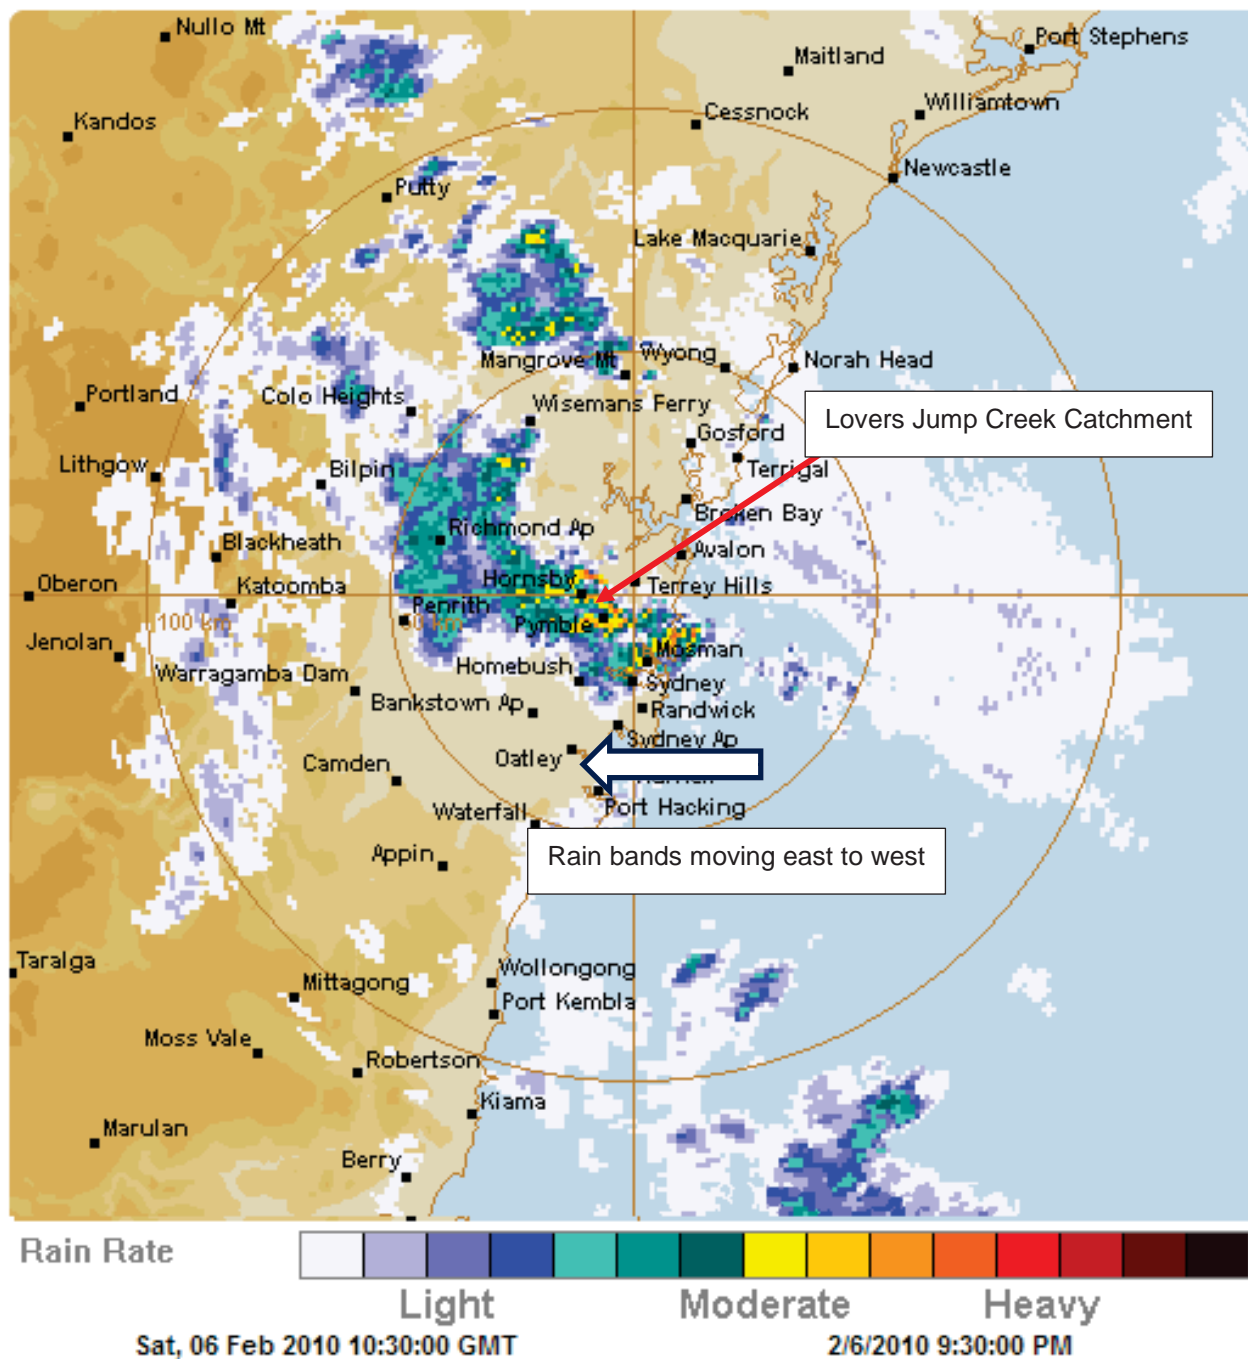 Nullo Mt
Port Stephens
Maitland
Williamtown
Cessnock
Kandos
Newcastle
Putty
Lake Macquarie
Mangrove Mt
Wyong
Norah Head
Portland
Colo Heights
Wisemans Ferry
Lovers Jump Creek Catchment
Gosford
Lithgow
Bilpin
Terrigal
Broken Bay
Richmond Ap
Blackheath
Avalon
Oberon
Katoomba
Hornsby
Terrey Hills
Penrith
100 km
50 km
Pymble
Jenolan
Mosman
Warragamba Dam
Homebush
Sydney
Bankstown Ap
Randwick
Sydney Ap
Oatley
Camden
Port Hacking
Waterfall
Appin
Rain bands moving east to west
Taralga
Wollongong
Mittagong
Port Kembla
Moss Vale
Robertson
Kiama
Marulan
Berry
Rain Rate
Light Moderate Heavy
Sat, 06 Feb 2010 10:30:00 GMT 2/6/2010 9:30:00 PM